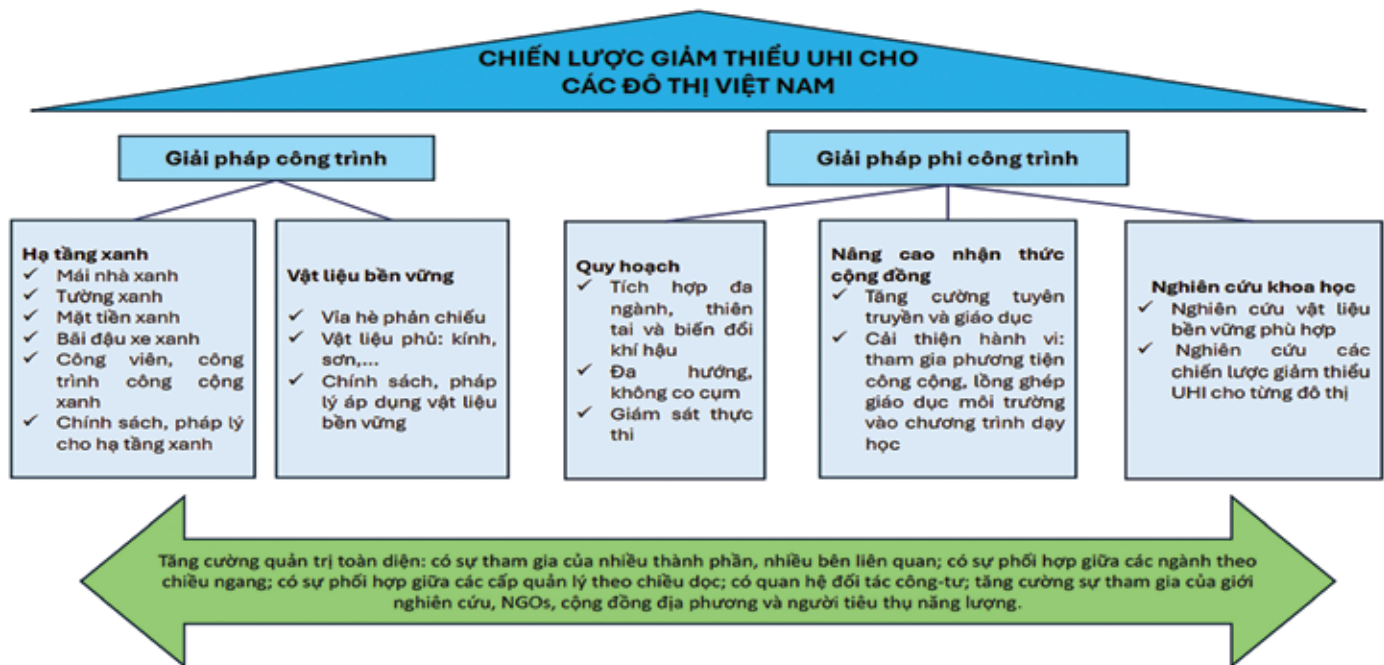 CHIẾN LƯỢC GIẢM THIỂU UHI CHO
CÁC ĐÔ THỊ VIỆT NAM
Giải pháp công trình
Giải pháp phi công trình
Hạ tầng xanh
✓ Mái nhà xanh
✓ Tường xanh
✓ Mặt tiền xanh
✓ Bãi đậu xe xanh
✓ Công viên, công
trình công cộng
xanh
✓ Chính sách, pháp lý
cho hạ tầng xanh
Vật liệu bền vững
✓ Vỉa hè phản chiếu
✓ Vật liệu phủ: kính,
sơn,...
✓ Chính sách, pháp
lý áp dụng vật liệu
bền vững
Quy hoạch
✓ Tích hợp đa
ngành, thiên
tai và biến đổi
khí hậu
✓ Đa hướng,
không co cụm
✓ Giám sát thực
thi
Nâng cao nhận thức
cộng đồng
✓ Tăng cường tuyên
truyền và giáo dục
✓ Cải thiện hành vi:
tham gia phương tiện
công cộng, lồng ghép
giáo dục môi trường
vào chương trình dạy
học
Nghiên cứu khoa học
✓ Nghiên cứu vật liệu
bền vững phù hợp
✓ Nghiên cứu các
chiến lược giảm thiểu
UHI cho từng đô thị
Tăng cường quản trị toàn diện: có sự tham gia của nhiều thành phần, nhiều bên liên quan; có sự phối hợp giữa các ngành theo
chiều ngang; có sự phối hợp giữa các cấp quản lý theo chiều dọc; có quan hệ đối tác công-tư; tăng cường sự tham gia của giới
nghiên cứu, NGOs, cộng đồng địa phương và người tiêu thụ năng lượng.